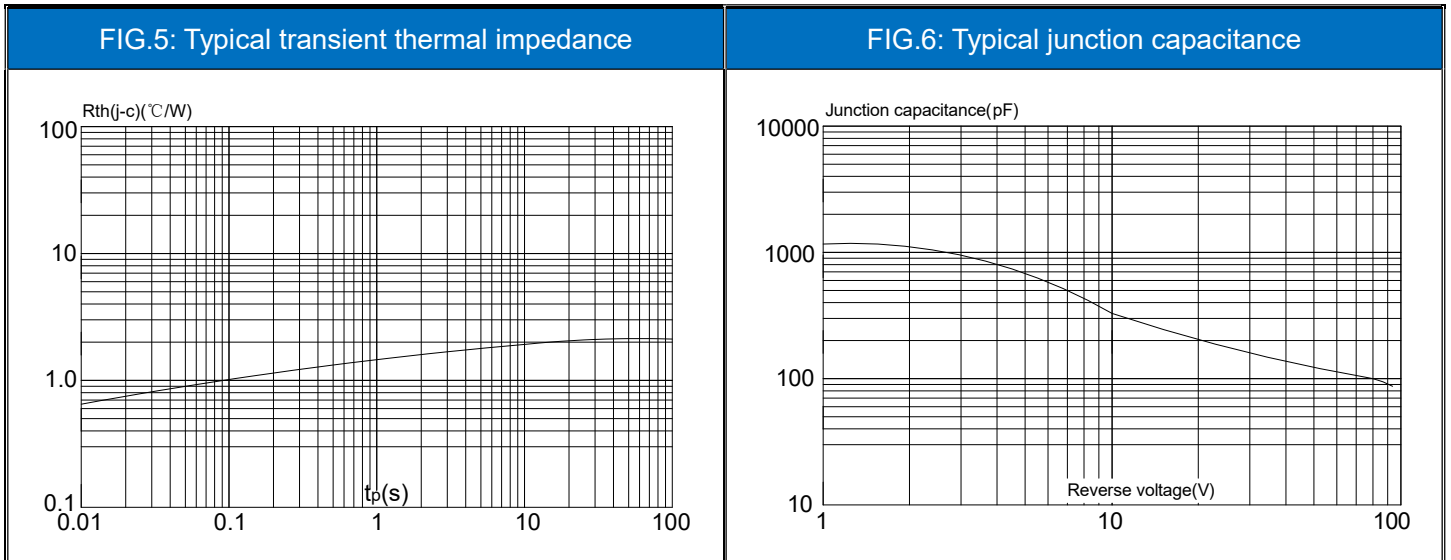 FIG.5: Typical transient thermal impedance
Rth(j-c)(℃/W)
100
10
1.0
0.1
tp(s)
0.01 0.1 1 10 100
FIG.6: Typical junction capacitance
Junction capacitance(pF)
10000
1000
100
10
Reverse voltage(V)
1 10 100